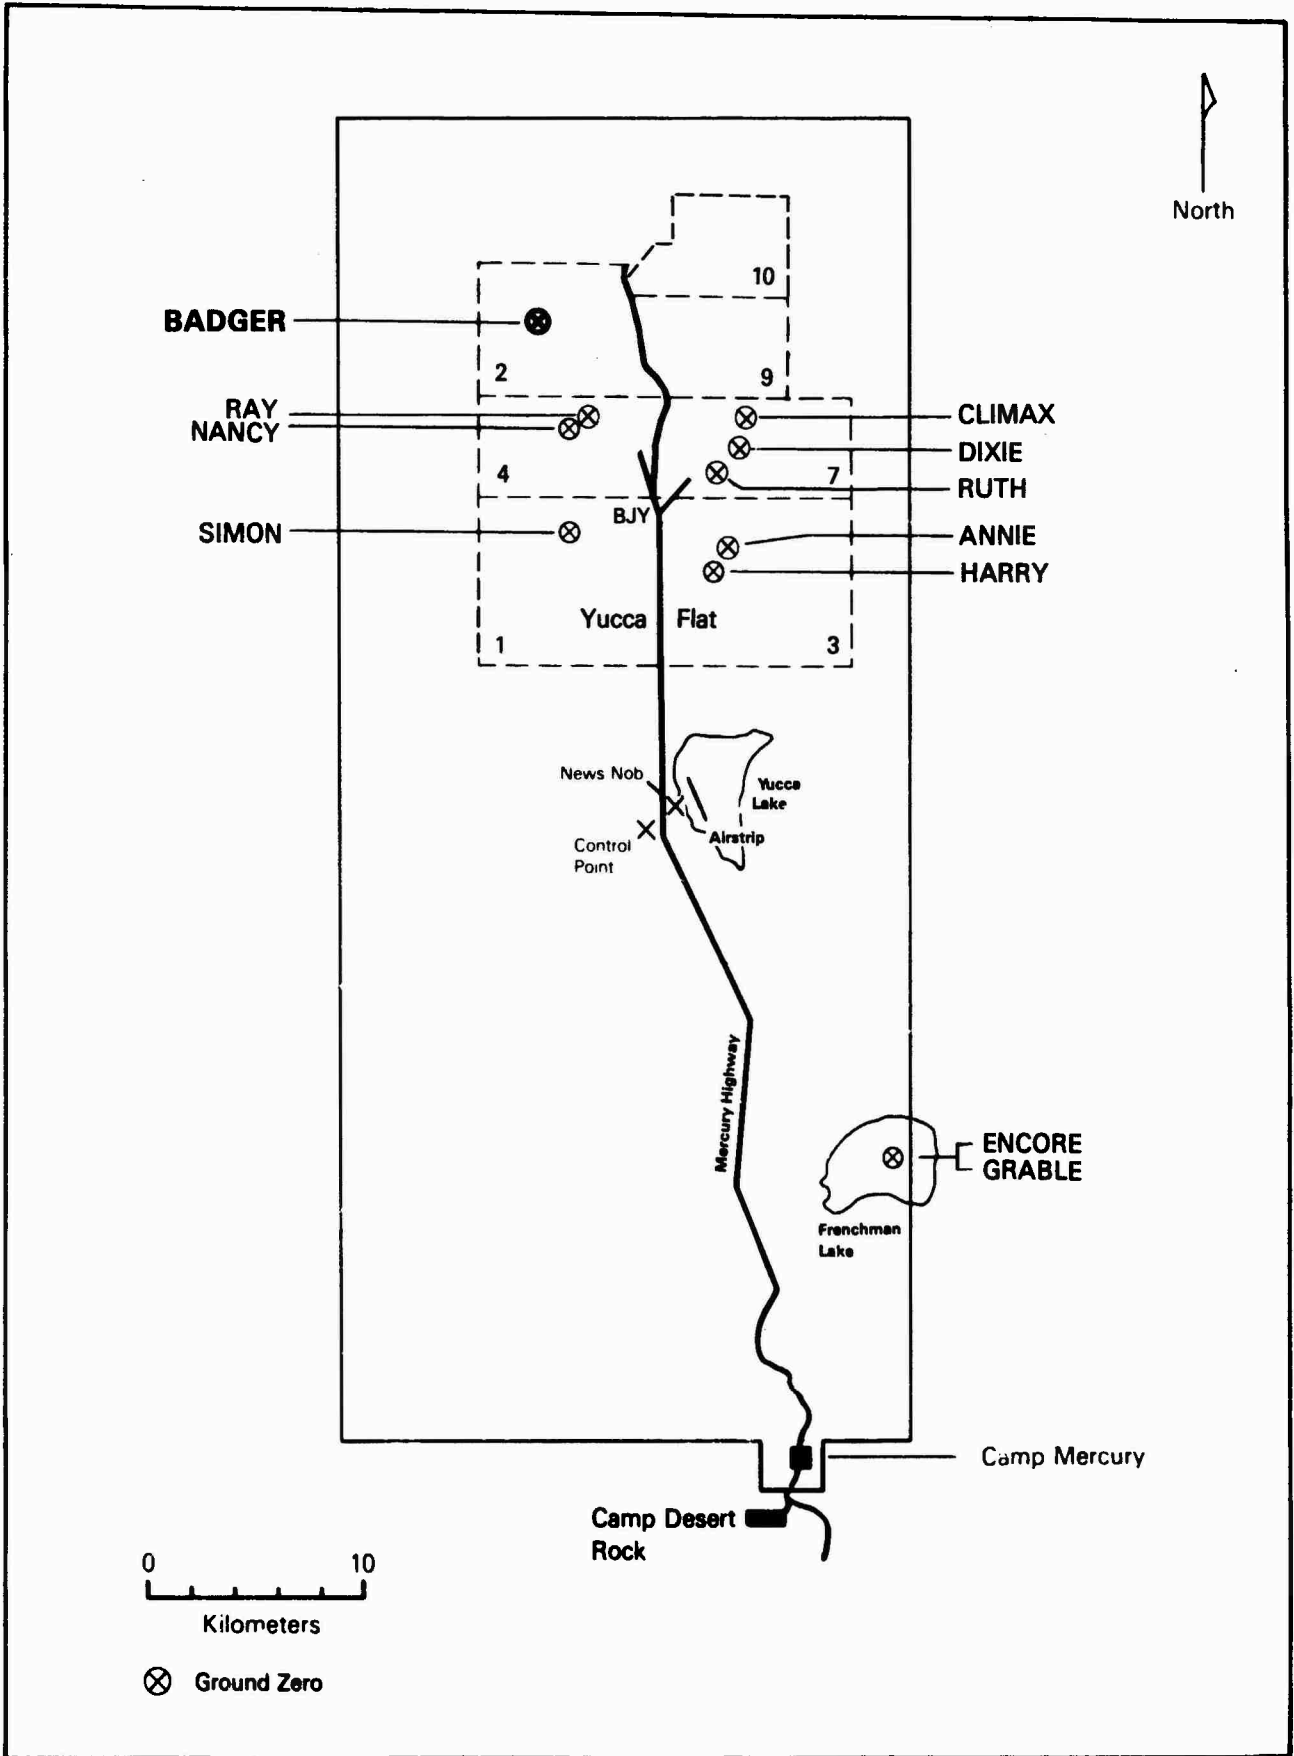 North
10
BADGER
2
9
RAY
NANCY
CLIMAX
DIXIE
4
7
RUTH
BJY
SIMON
ANNIE
HARRY
Yucca Flat
1
3
News Nob
Yucca
Lake
Airstrip
Control
Point
Mercury Highway
ENCORE
GRABLE
Frenchman
Lake
Camp Mercury
Camp Desert
Rock
0 10
Kilometers
Ground Zero